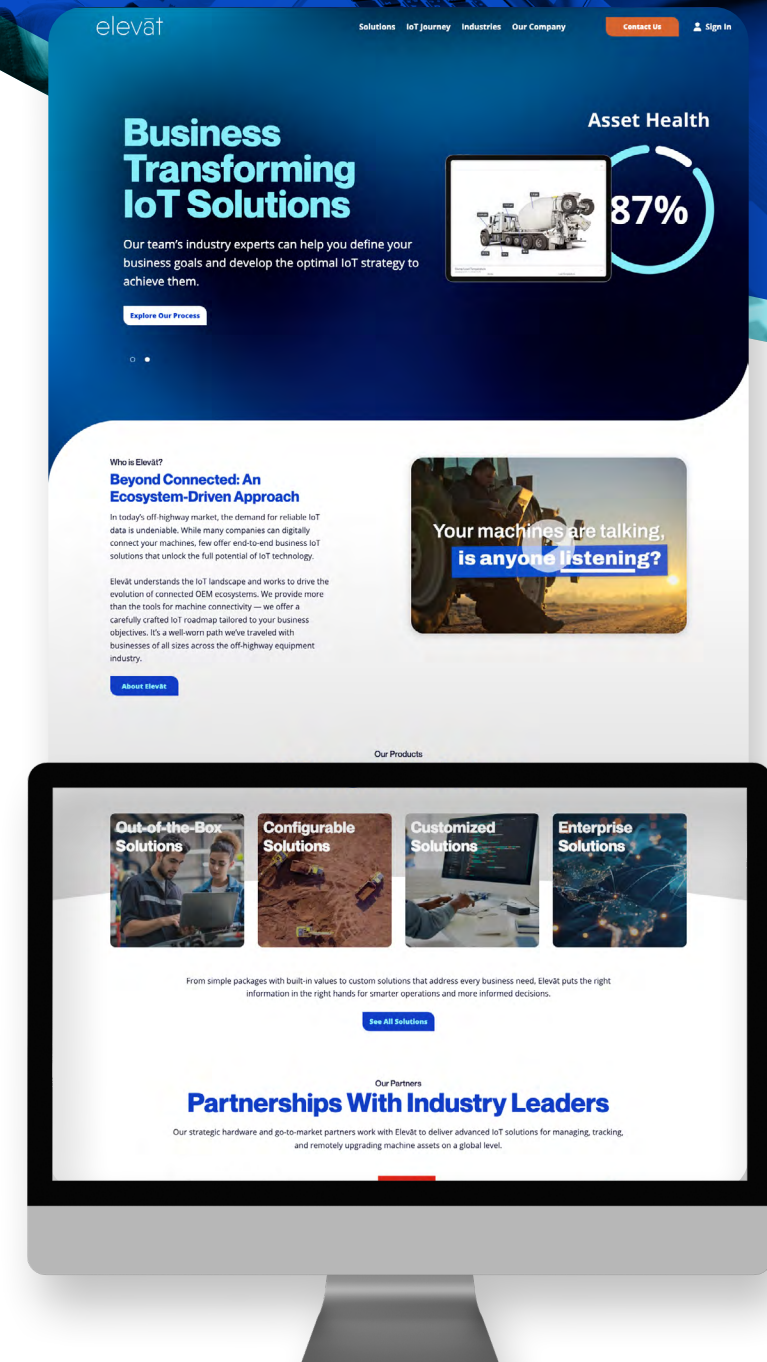 elevāt
Solutions IoT Journey Industries Our Company Contact Us Sign In
Business
Transforming
IoT Solutions
Our team's industry experts can help you define your
business goals and develop the optimal IoT strategy to
achieve them.
Explore Our Process
Asset Health
87%
Who is Elevāt?
Beyond Connected: An
Ecosystem-Driven Approach
In today's off-highway market, the demand for reliable IoT
data is undeniable. While many companies can digitally
connect your machines, few offer end-to-end business IoT
solutions that unlock the full potential of IoT technology.
Elevāt understands the IoT landscape and works to drive the
evolution of connected OEM ecosystems. We provide more
than the tools for machine connectivity — we offer a
carefully crafted IoT roadmap tailored to your business
objectives. It's a well-worn path we've traveled with
businesses of all sizes across the off-highway equipment
industry.
About Elevāt
Your machines are talking,
is anyone listening?
Our Products
Out-of-the-Box
Solutions
Configurable
Solutions
Customized
Solutions
Enterprise
Solutions
From simple packages with built-in values to custom solutions that address every business need, Elevāt puts the right
information in the right hands for smarter operations and more informed decisions.
See All Solutions
Our Partners
Partnerships With Industry Leaders
Our strategic hardware and go-to-market partners work with Elevāt to deliver advanced IoT solutions for managing, tracking,
and remotely upgrading machine assets on a global level.